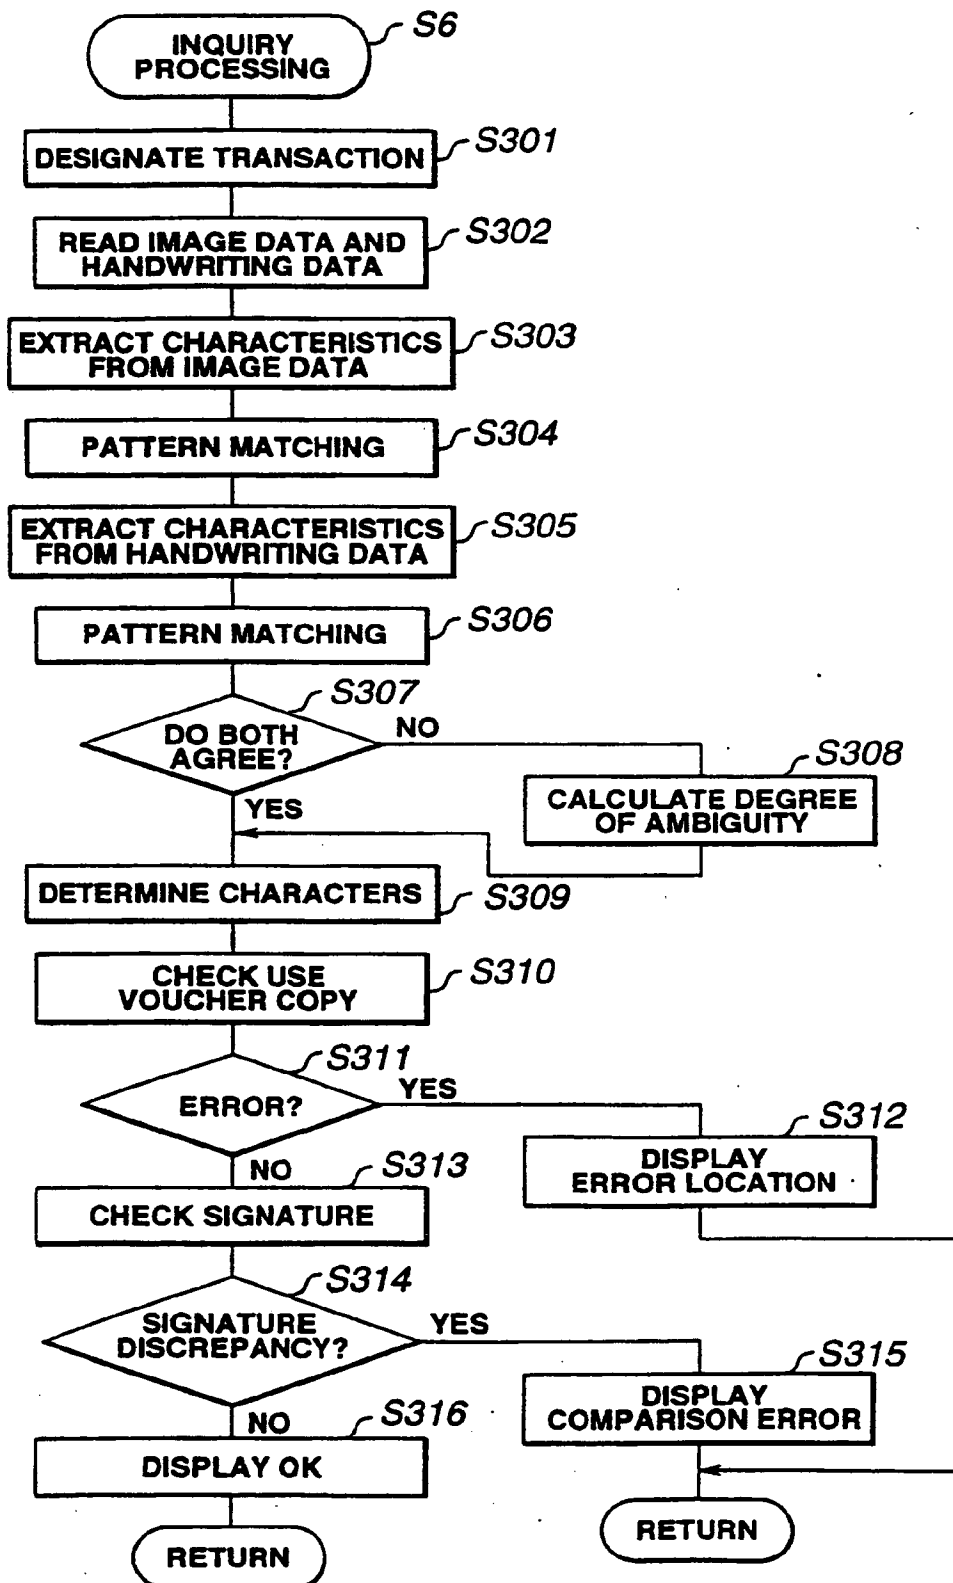 S6
INQUIRY
PROCESSING
S301
DESIGNATE TRANSACTION
S302
READ IMAGE DATA AND
HANDWRITING DATA
S303
EXTRACT CHARACTERISTICS
FROM IMAGE DATA
S304
PATTERN MATCHING
S305
EXTRACT CHARACTERISTICS
FROM HANDWRITING DATA
S306
PATTERN MATCHING
S307
DO BOTH
AGREE?
NO
YES
S308
CALCULATE DEGREE
OF AMBIGUITY
DETERMINE CHARACTERS
S309
S310
CHECK USE
VOUCHER COPY
S311
ERROR?
YES
NO
S312
DISPLAY
ERROR LOCATION
S313
CHECK SIGNATURE
S314
SIGNATURE
DISCREPANCY?
YES
NO
S315
DISPLAY
COMPARISON ERROR
S316
DISPLAY OK
RETURN
RETURN